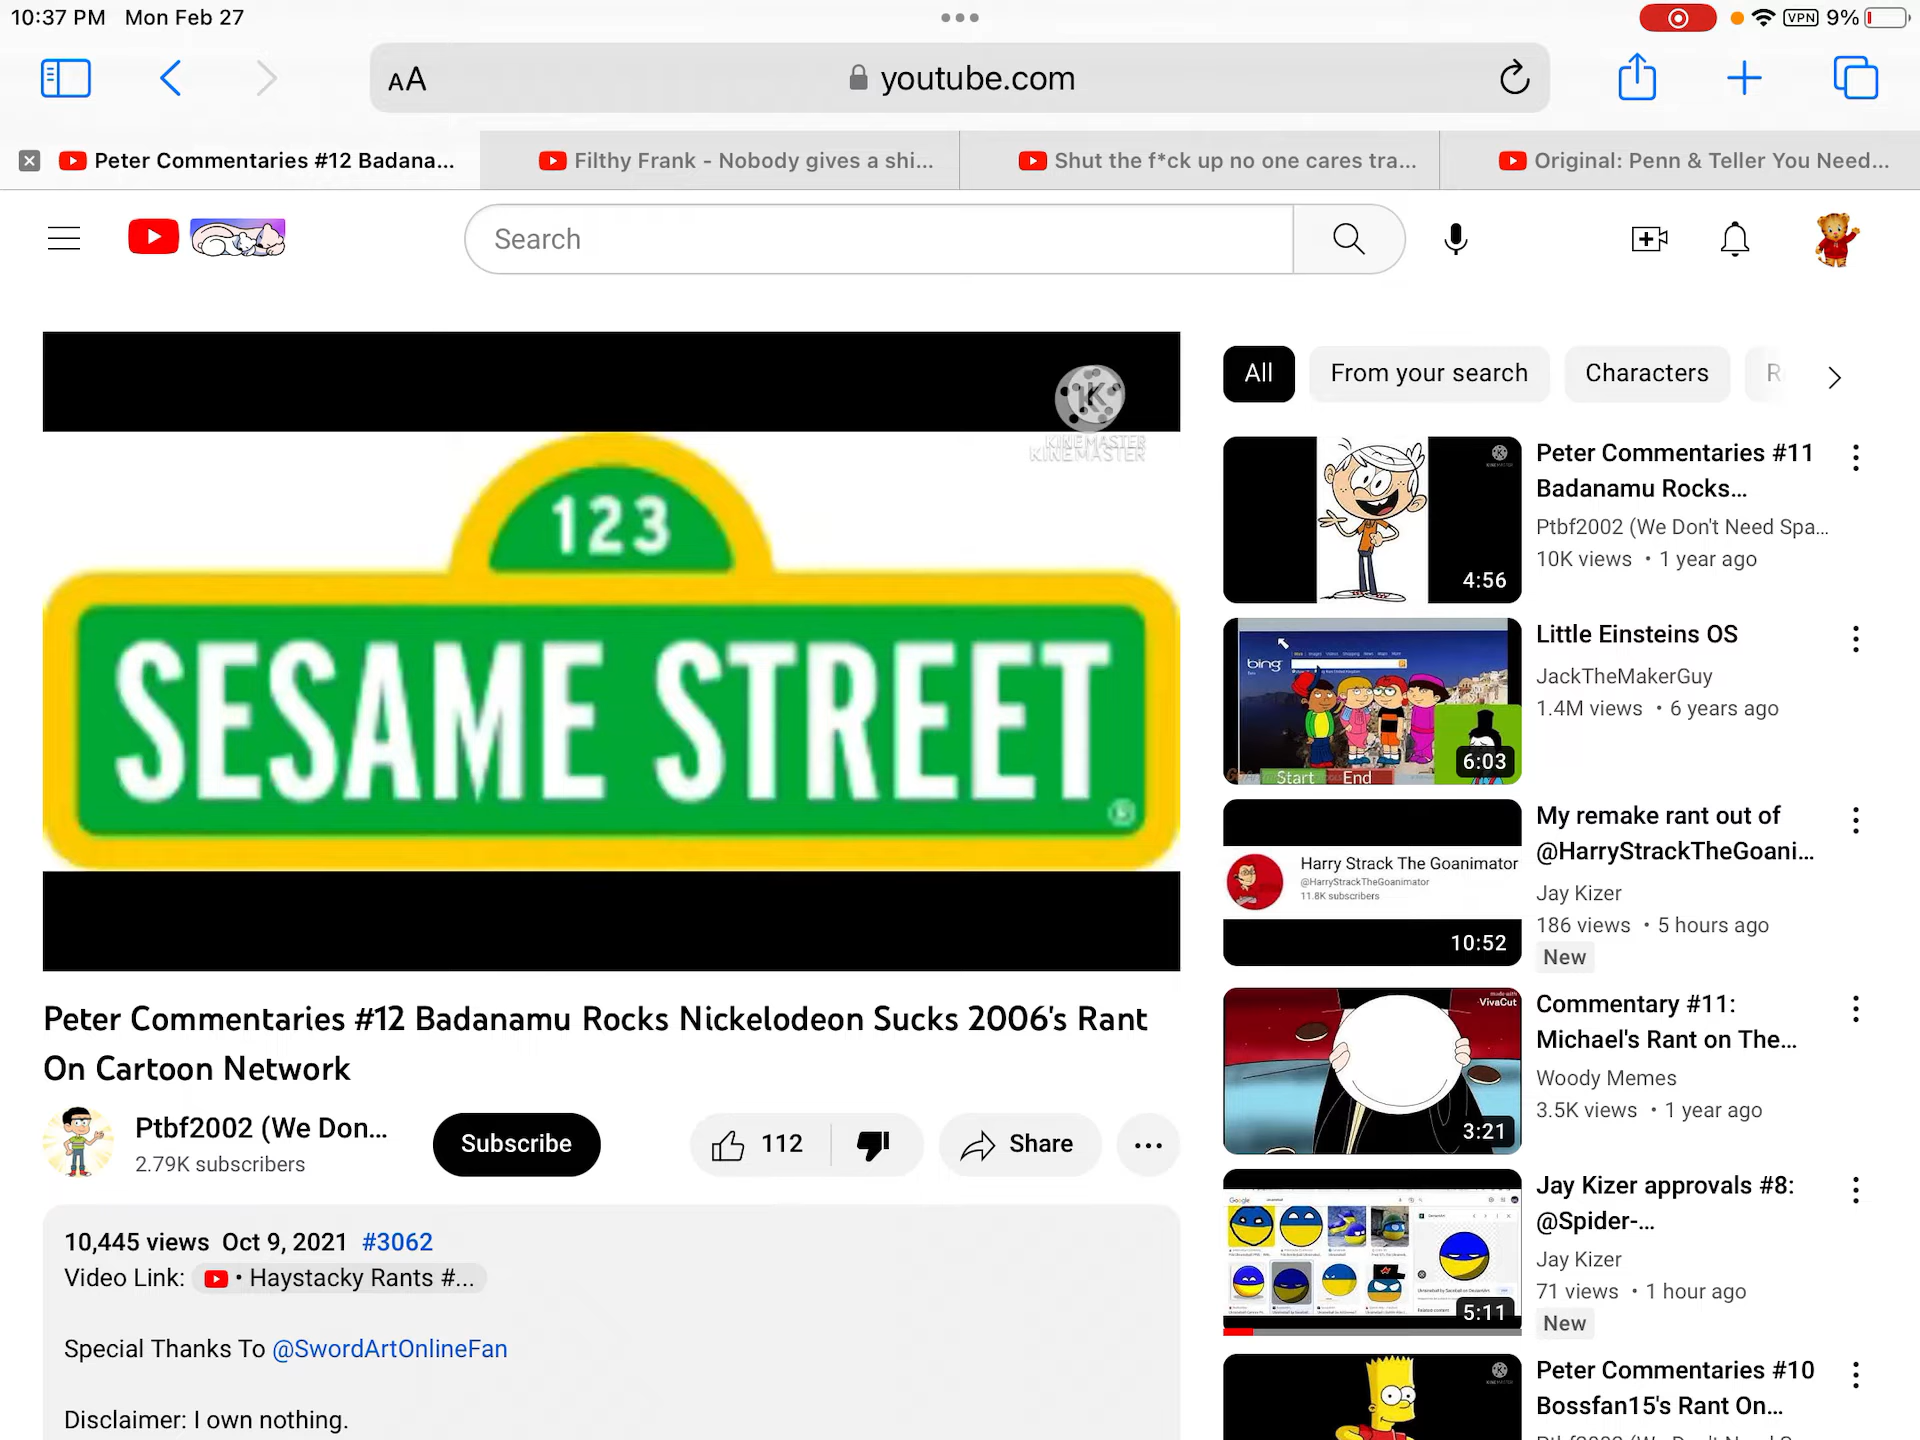 10:37 PM Mon Feb 27
VPN 9%
AA youtube.com
Peter Commentaries #12 Badana...
Filthy Frank - Nobody gives a shi...
Shut the f*ck up no one cares tra...
Original: Penn & Teller You Need...
Search
K
KINEMASTER
KINEMASTER
123
SESAME STREET
®
Peter Commentaries #12 Badanamu Rocks Nickelodeon Sucks 2006's Rant
On Cartoon Network
Ptbf2002 (We Don...
2.79K subscribers
Subscribe
112
Share
10,445 views Oct 9, 2021 #3062
Video Link: • Haystacky Rants #...
Special Thanks To @SwordArtOnlineFan
Disclaimer: I own nothing.
All
From your search
Characters
R
4:56
Peter Commentaries #11
Badanamu Rocks...
Ptbf2002 (We Don't Need Spa...
10K views • 1 year ago
bing
Start End
6:03
Little Einsteins OS
JackTheMakerGuy
1.4M views • 6 years ago
Harry Strack The Goanimator
@HarryStrackTheGoanimator
11.8K subscribers
10:52
My remake rant out of
@HarryStrackTheGoani...
Jay Kizer
186 views • 5 hours ago
New
made with
VivaCut
3:21
Commentary #11:
Michael's Rant on The...
Woody Memes
3.5K views • 1 year ago
Google
5:11
Jay Kizer approvals #8:
@Spider-...
Jay Kizer
71 views • 1 hour ago
New
Peter Commentaries #10
Bossfan15's Rant On...